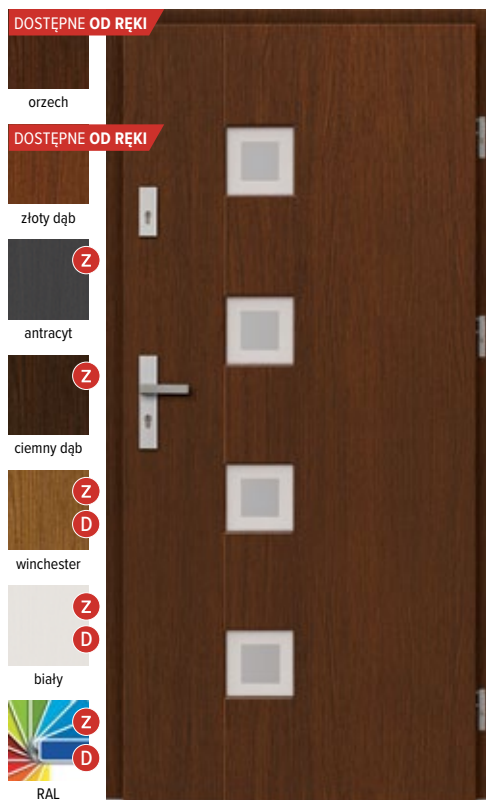 DOSTĘPNE OD RĘKI
orzech
DOSTĘPNE OD RĘKI
złoty dąb
Z
antracyt
Z
ciemny dąb
Z
D
winchester
Z
D
biały
Z
D
RAL